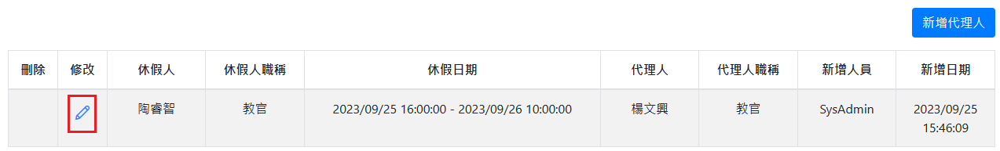 新增代理人
刪除 修改 休假人 休假人職稱 休假日期 代理人 代理人職稱 新增人員 新增日期
陶睿智 教官 2023/09/25 16:00:00 - 2023/09/26 10:00:00 楊文興 教官 SysAdmin 2023/09/25
15:46:09